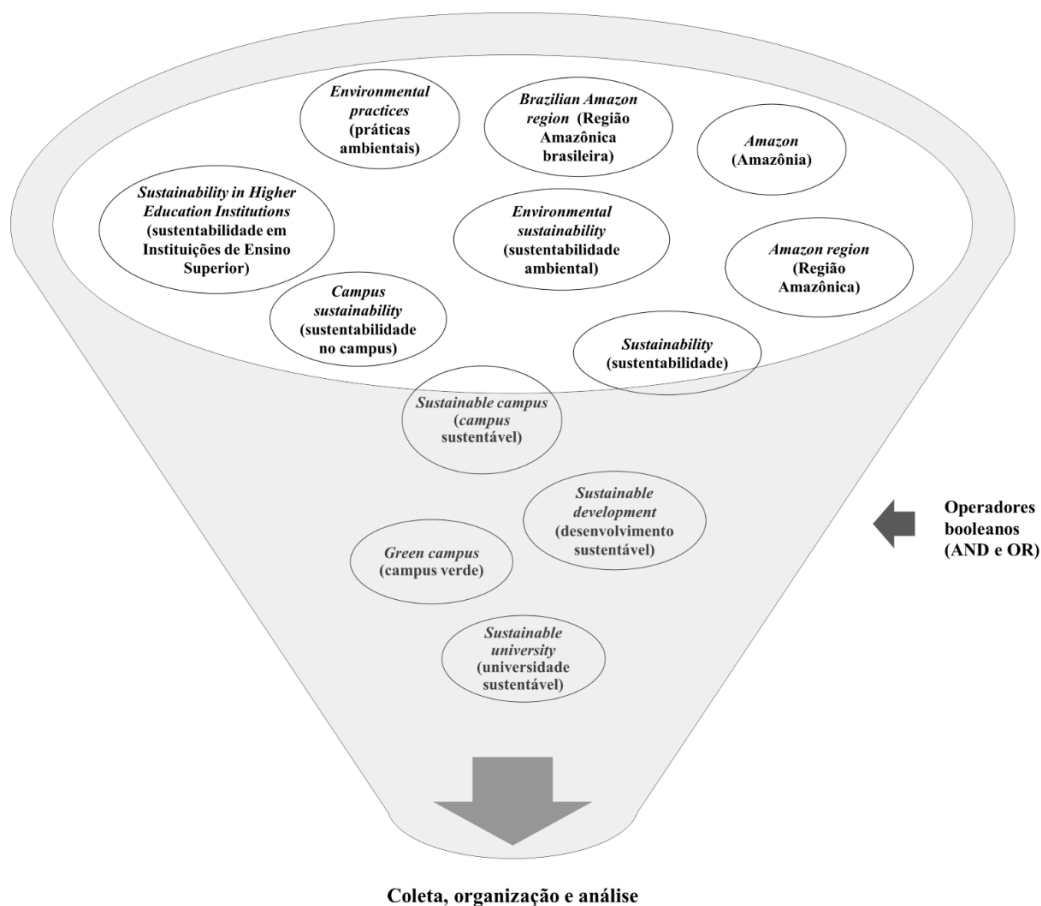 Environmental
practices
(práticas
ambientais)
Brazilian Amazon
region (Região
Amazônica
brasileira)
Amazon
(Amazônia)
Sustainability in Higher
Education Institutions
(sustentabilidade em
Instituições de Ensino
Superior)
Environmental
sustainability
(sustentabilidade
ambiental)
Amazon region
(Região
Amazônica)
Campus
sustainability
(sustentabilidade
no campus)
Sustainability
(sustentabilidade)
Sustainable campus
(campus
sustentável)
Sustainable
development
(desenvolvimento
sustentável)
Operadores
booleanos
(AND e OR)
Green campus
(campus verde)
Sustainable
university
(universidade
sustentável)
Coleta, organização e análise